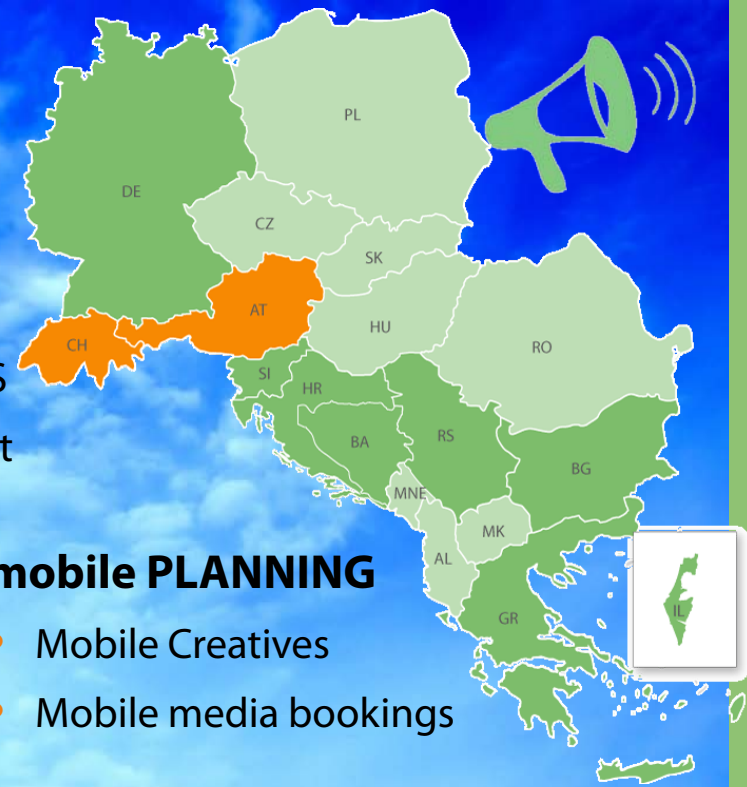 PL
DE
CZ
SK
AT
HU
CH
RO
SI
HR
BA
RS
BG
MNE
MK
AL
IL
GR
mobile PLANNING
Mobile Creatives
Mobile media bookings